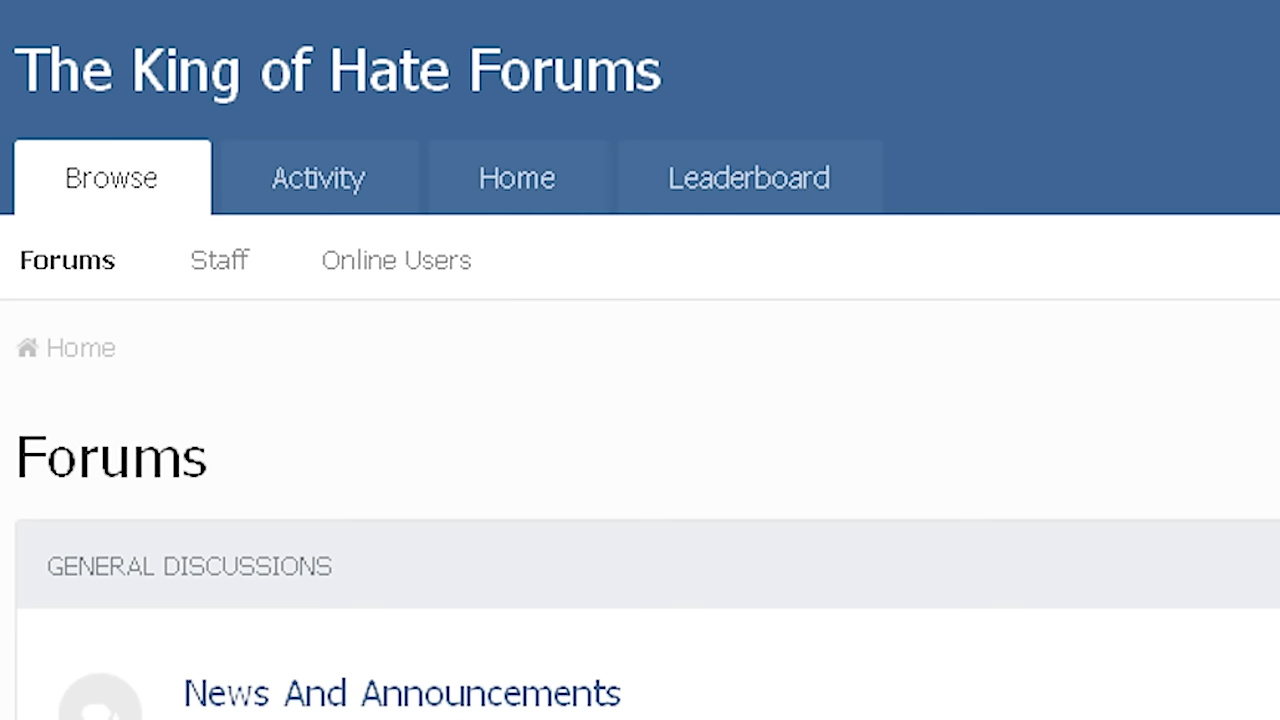 The King of Hate Forums
Browse Activity Home Leaderboard
Forums Staff Online Users
Home
Forums
GENERAL DISCUSSIONS
News And Announcements